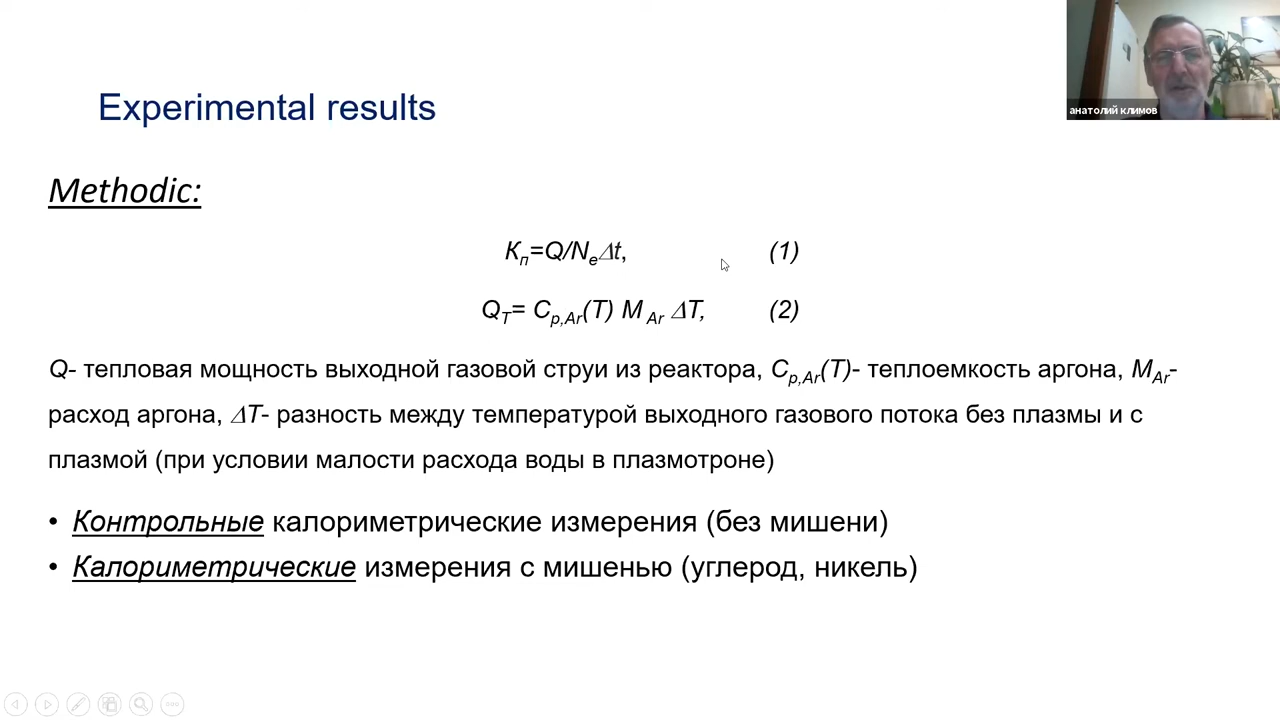 анатолий климов
Experimental results
Methodic:
Kп=Q/NeΔt, (1)
QT= Cp,Ar(T) M Ar ΔT, (2)
Q- тепловая мощность выходной газовой струи из реактора, Cp,Ar(T)- теплоемкость аргона, MAr-
расход аргона, ΔT- разность между температурой выходного газового потока без плазмы и с
плазмой (при условии малости расхода воды в плазмотроне)
• Контрольные калориметрические измерения (без мишени)
• Калориметрические измерения с мишенью (углерод, никель)